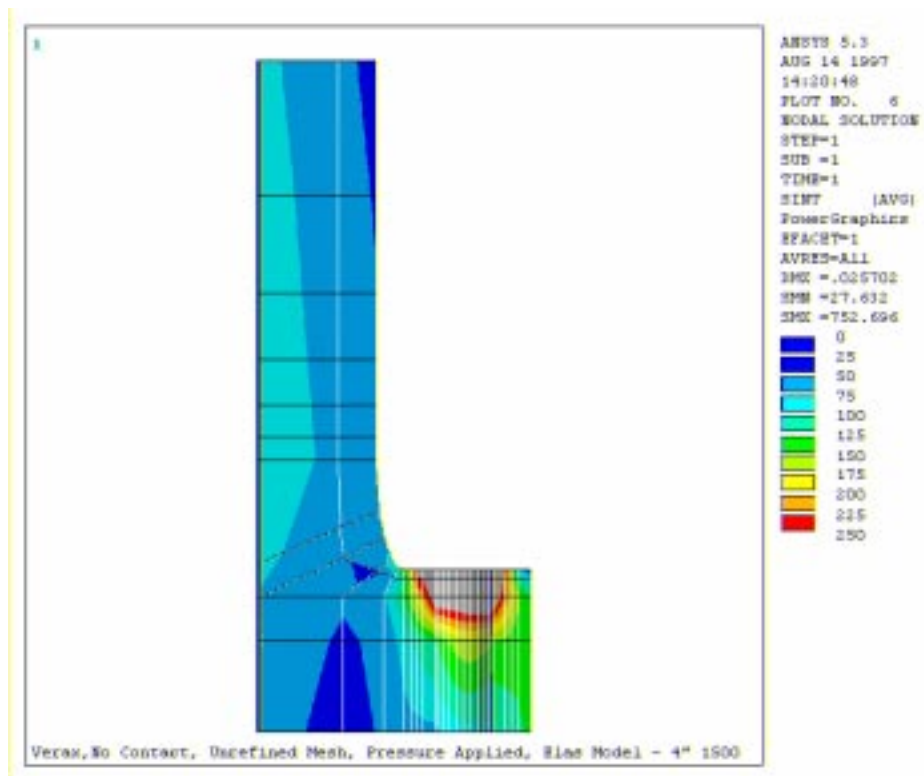 1
ANSYS 5.3
AUG 14 1997
14:20:48
PLOT NO. 6
NODAL SOLUTION
STEP=1
SUB =1
TIME=1
SINT (AVG)
PowerGraphics
EFACET=1
AVRES=All
DMX =.025702
SMN =27.632
SMX =752.696
0
25
50
75
100
125
150
175
200
225
250
Verax,No Contact, Unrefined Mesh, Pressure Applied, Elas Model - 4" 1500